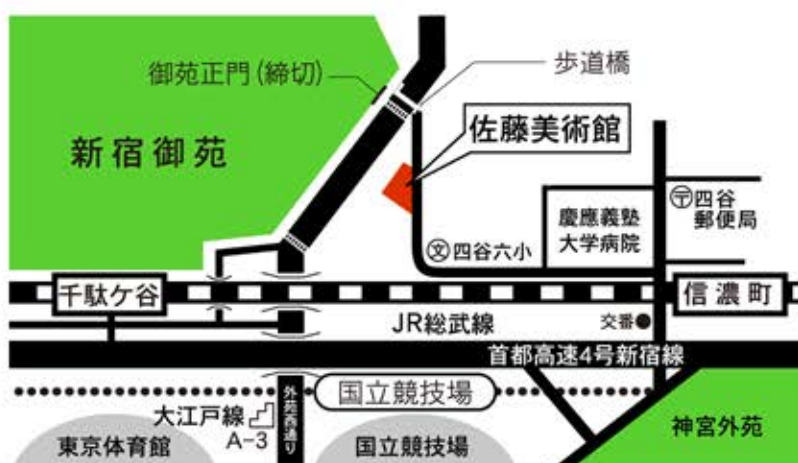 御苑正門(締切)
歩道橋
新宿御苑
佐藤美術館
慶應義塾
大学病院
〒四谷
郵便局
文 四谷六小
千駄ケ谷
信濃町
JR総武線
交番
首都高速4号新宿線
国立競技場
大江戸線
A-3
外苑西通り
東京体育館
国立競技場
神宮外苑